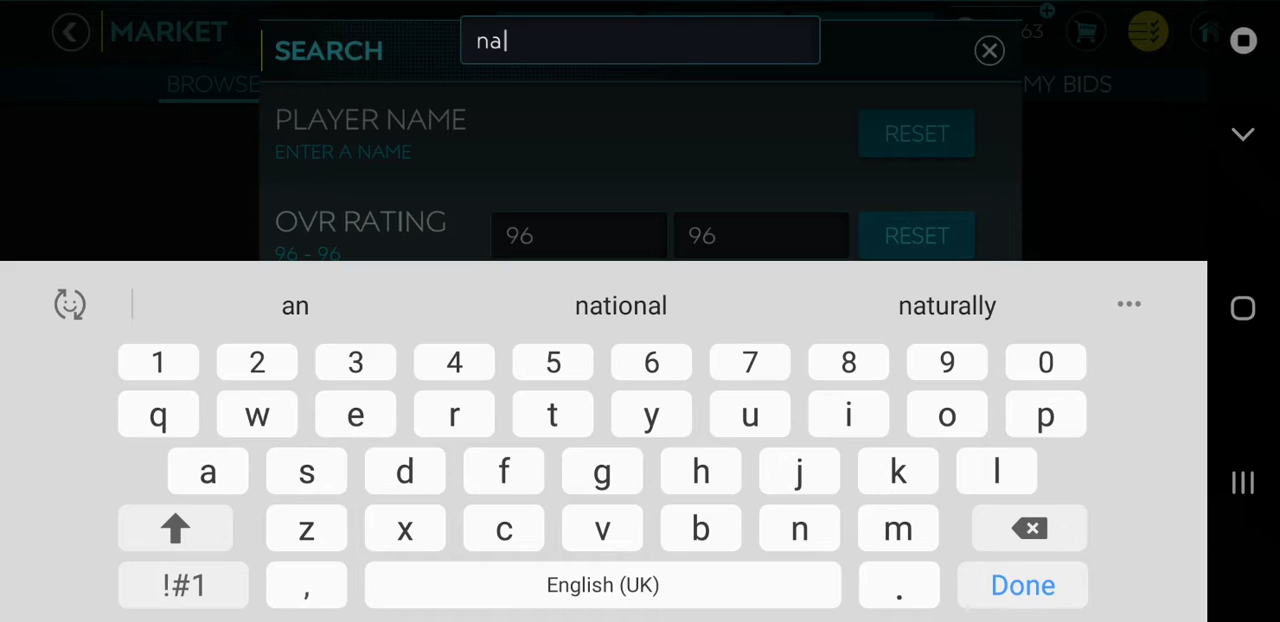 MARKET
SEARCH
na
63
BROWSE
MY BIDS
PLAYER NAME
RESET
ENTER A NAME
OVR RATING
96
96
RESET
96 - 96
an national naturally
1 2 3 4 5 6 7 8 9 0
q w e r t y u i o p
a s d f g h j k l
z x c v b n m
!#1 , English (UK) . Done